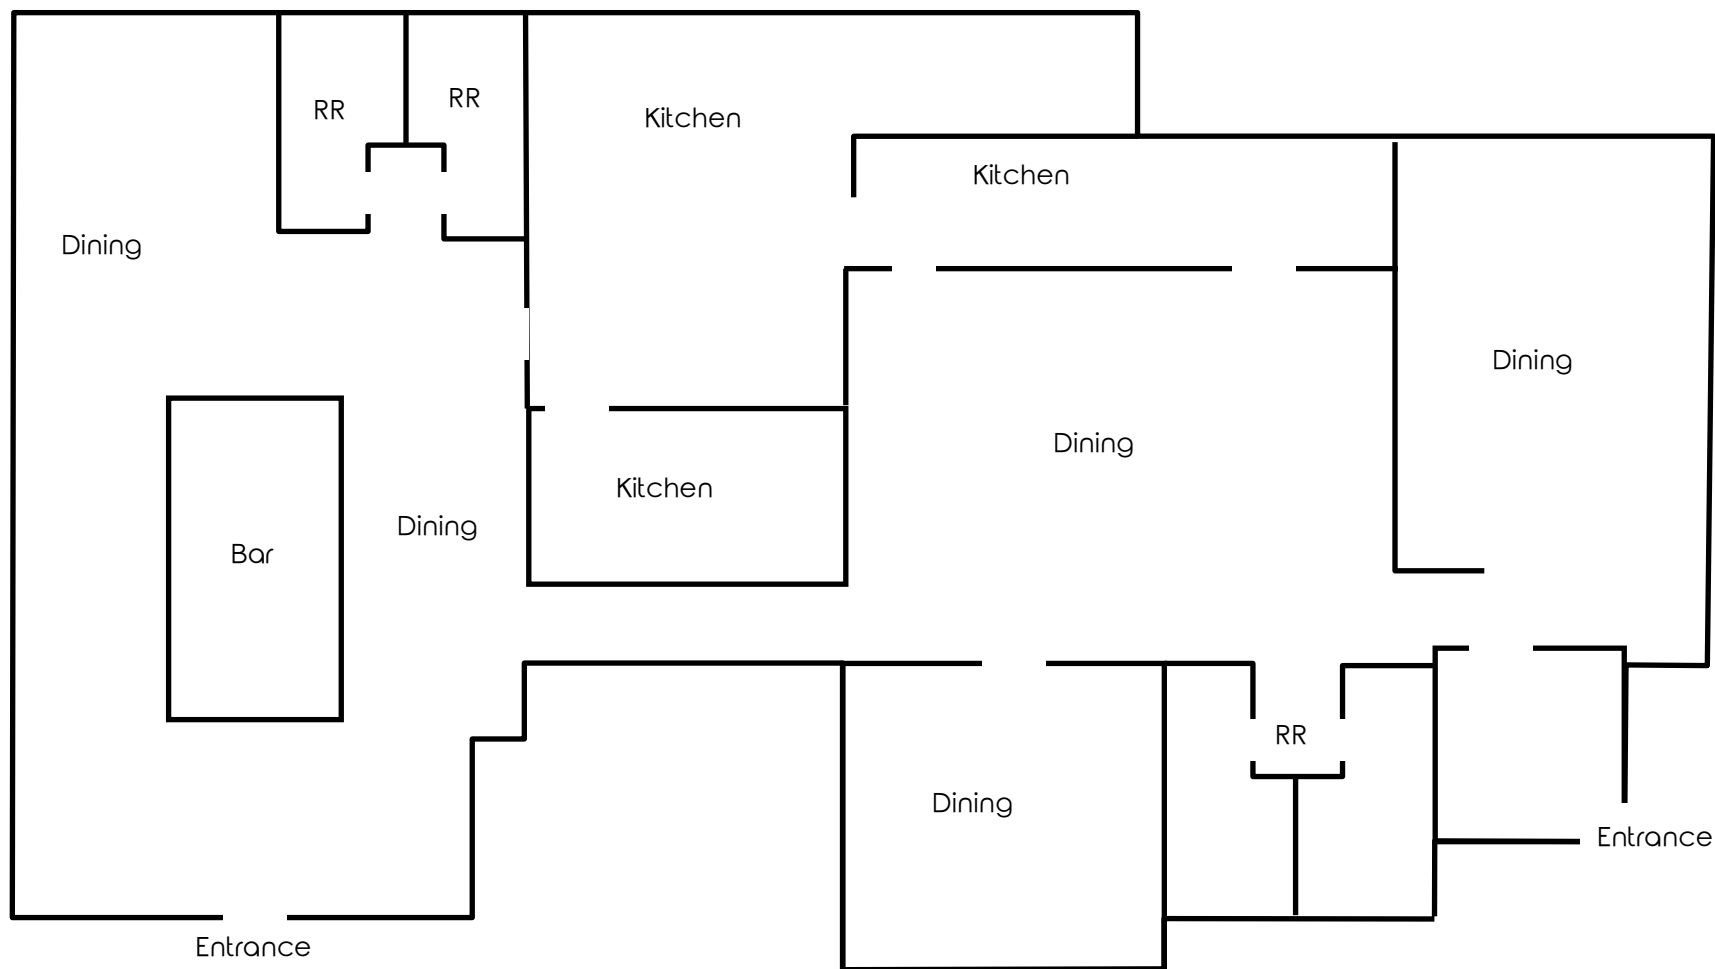 RR
RR
Kitchen
Kitchen
Dining
Dining
Dining
Kitchen
Dining
Bar
RR
Dining
Entrance
Entrance